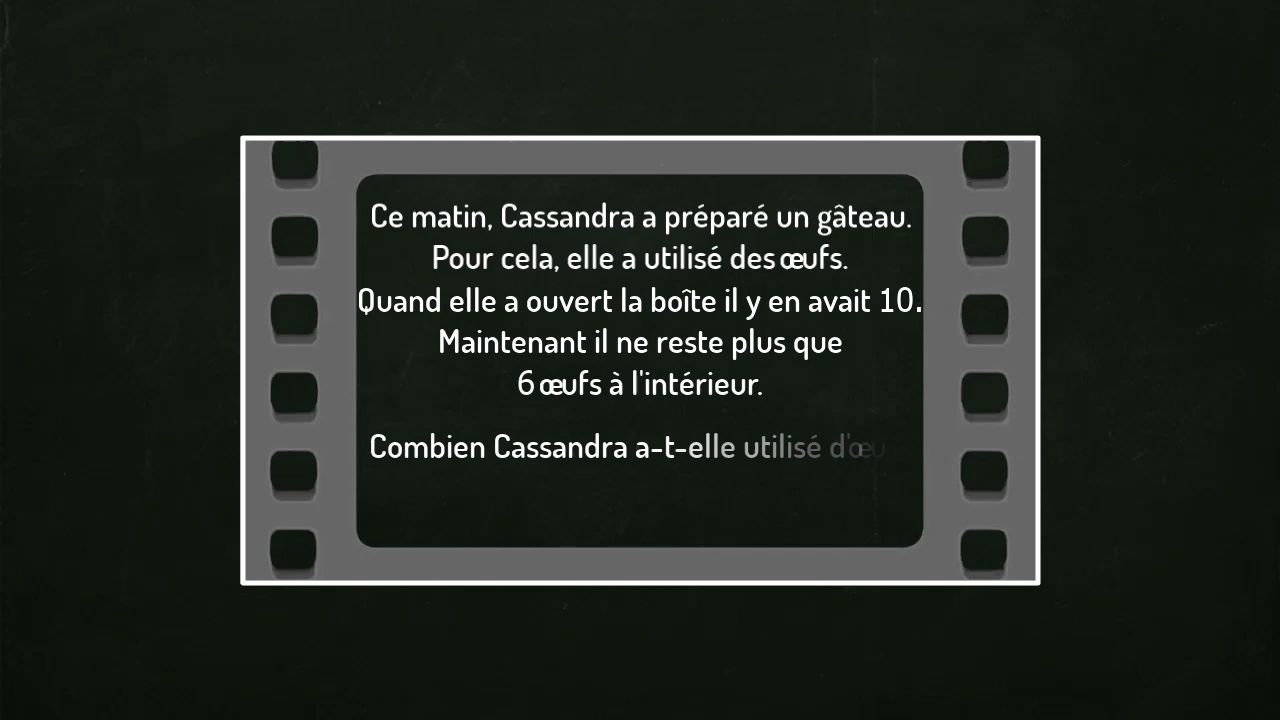 Ce matin, Cassandra a préparé un gâteau.
Pour cela, elle a utilisé des œufs.
Quand elle a ouvert la boîte il y en avait 10.
Maintenant il ne reste plus que
6 œufs à l'intérieur.
Combien Cassandra a-t-elle utilisé